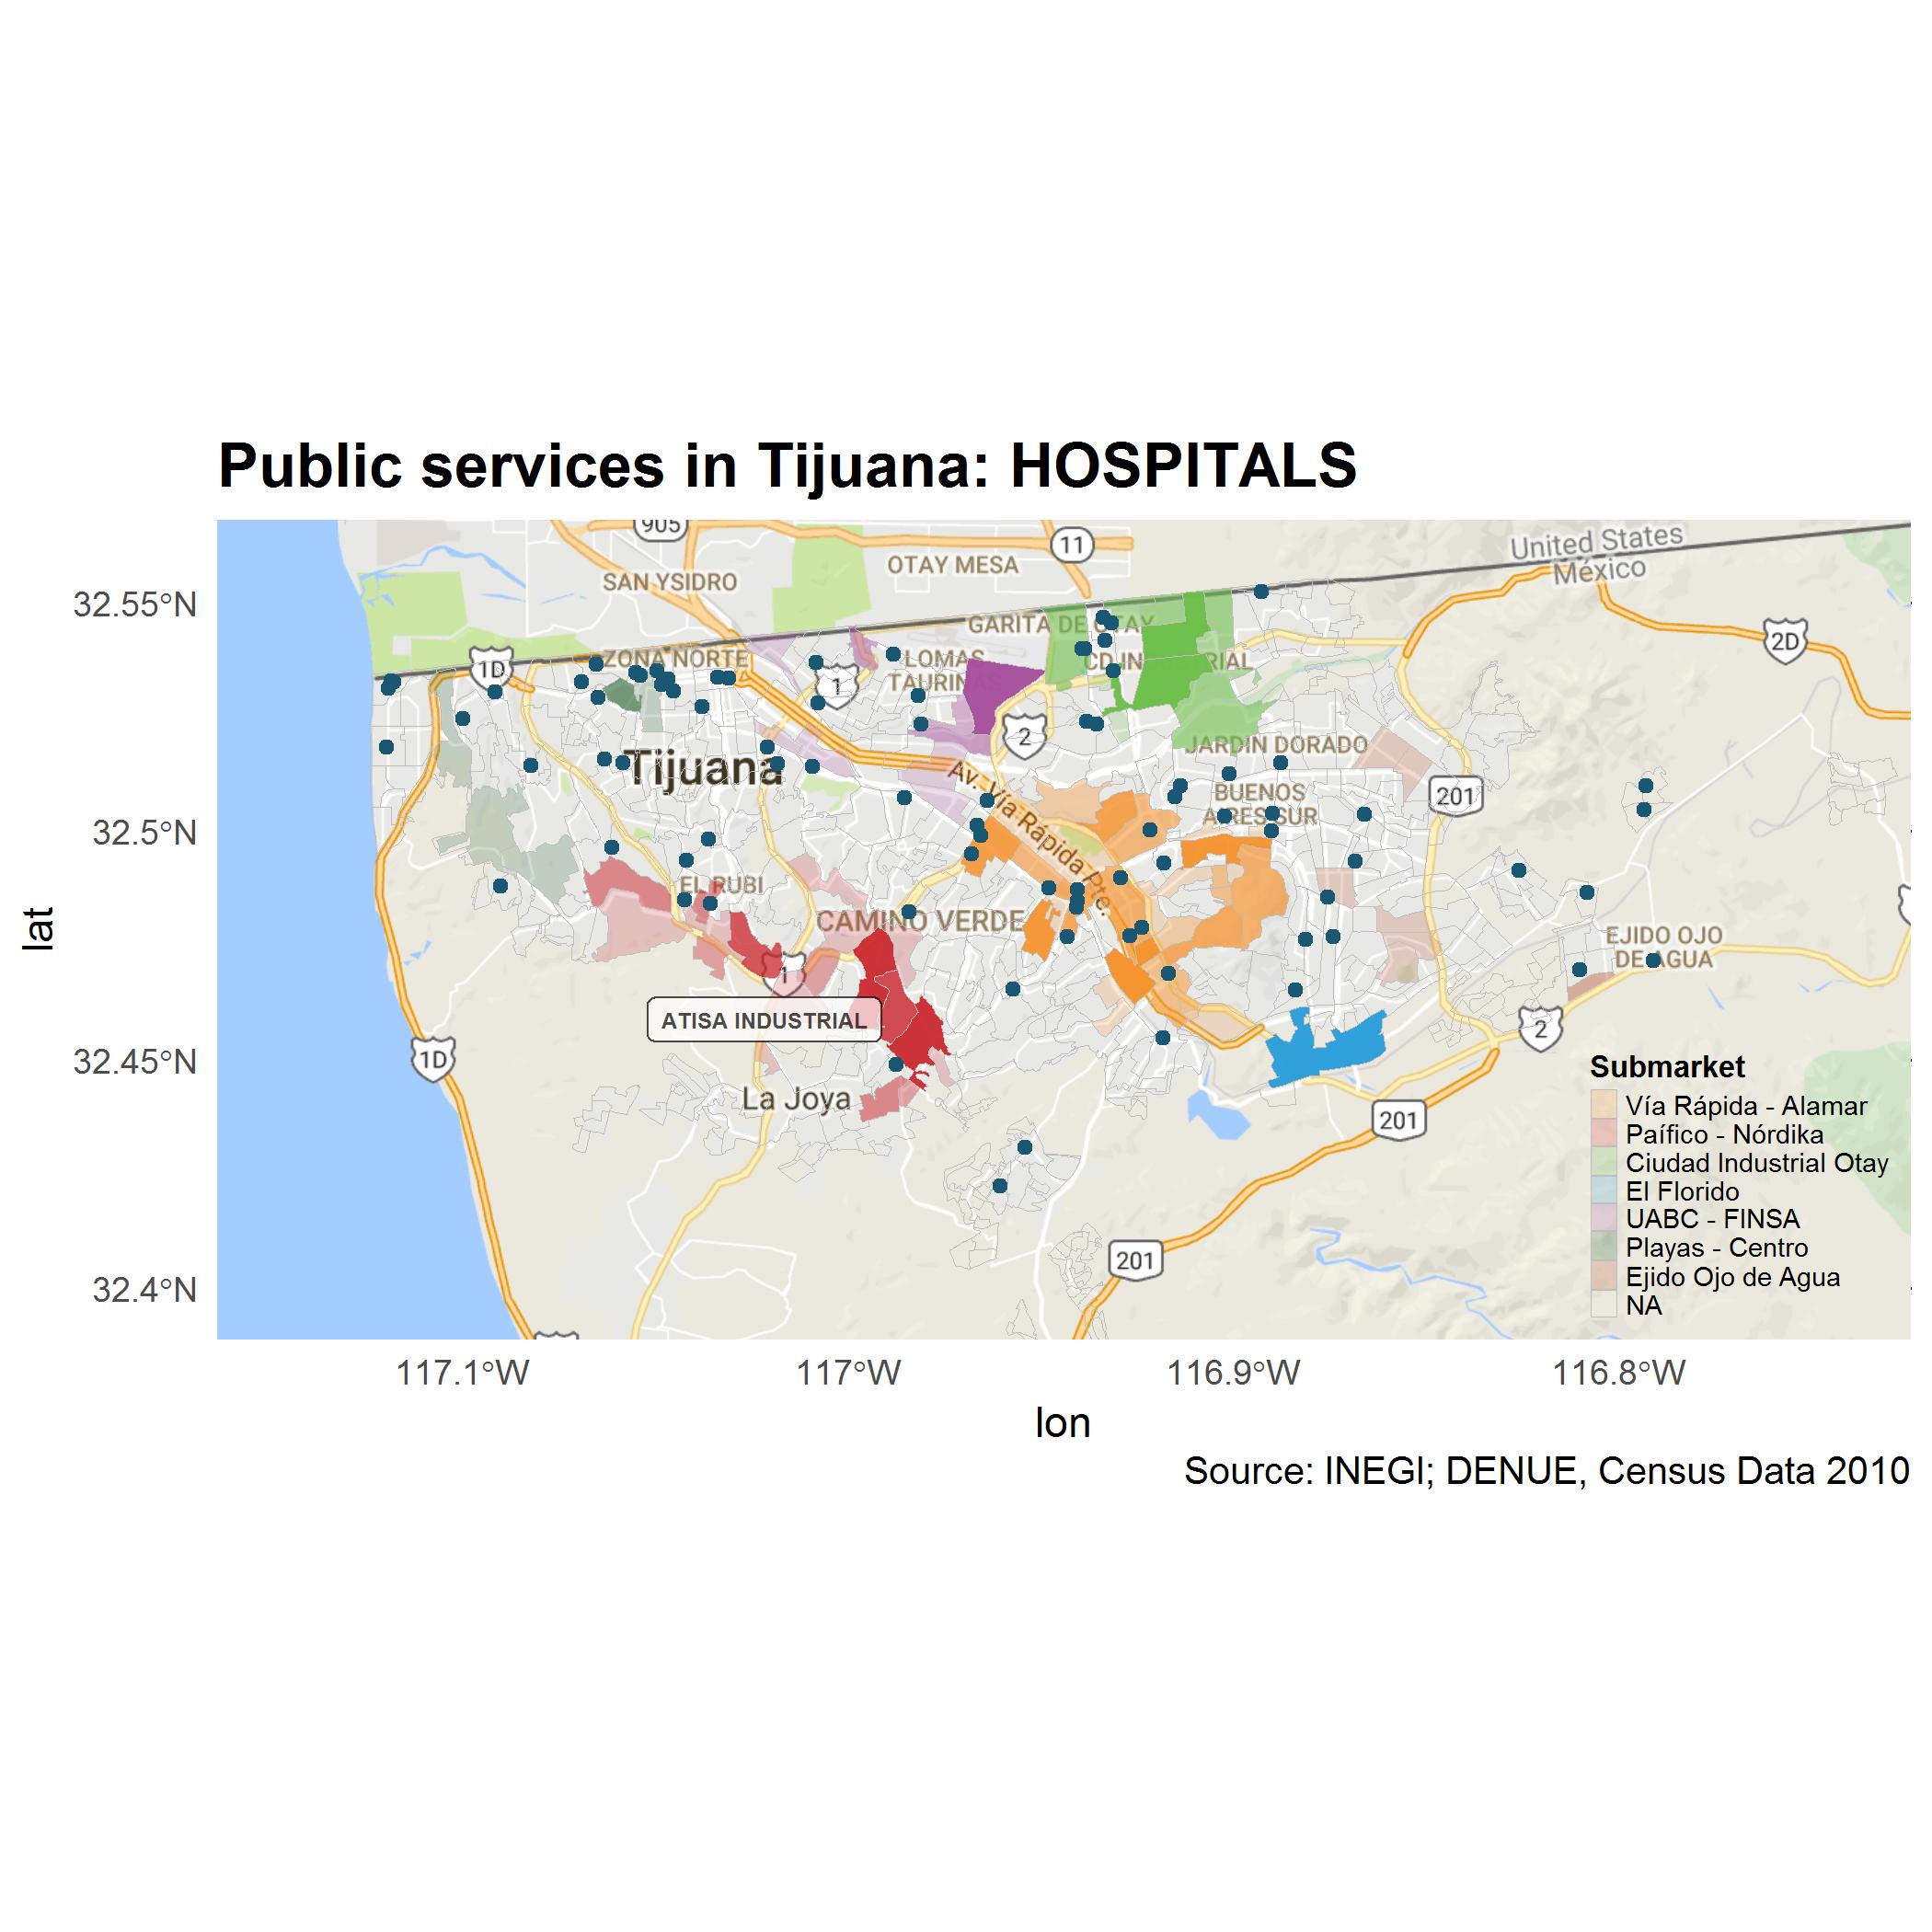 Public services in Tijuana: HOSPITALS
905
11
OTAY MESA
United States
México
SAN YSIDRO
32.55°N
GARITA DE OTAY
2D
1D
ZONA NORTE
LOMAS
TAURIN
CD IN RIAL
1
2
JARDIN DORADO
Tijuana
Av. Vía Rápida Pte.
BUENOS
AIRES SUR
201
32.5°N
EL RUBI
CAMINO VERDE
lat
EJIDO OJO
DE AGUA
1
ATISA INDUSTRIAL
2
32.45°N
1D
La Joya
201
Submarket
Vía Rápida - Alamar
Paífico - Nórdika
Ciudad Industrial Otay
El Florido
UABC - FINSA
Playas - Centro
Ejido Ojo de Agua
NA
201
32.4°N
117.1°W
117°W
116.9°W
116.8°W
lon
Source: INEGI; DENUE, Census Data 2010